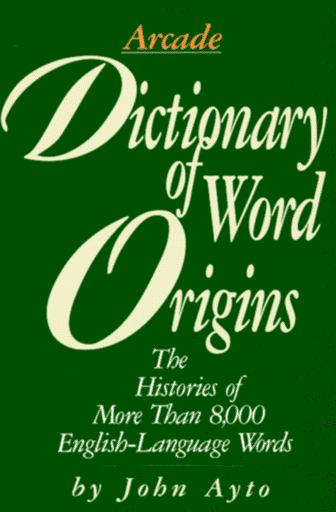 Arcade
Dictionary
of Word
Origins
The
Histories of
More Than 8,000
English-Language Words
by John Ayto